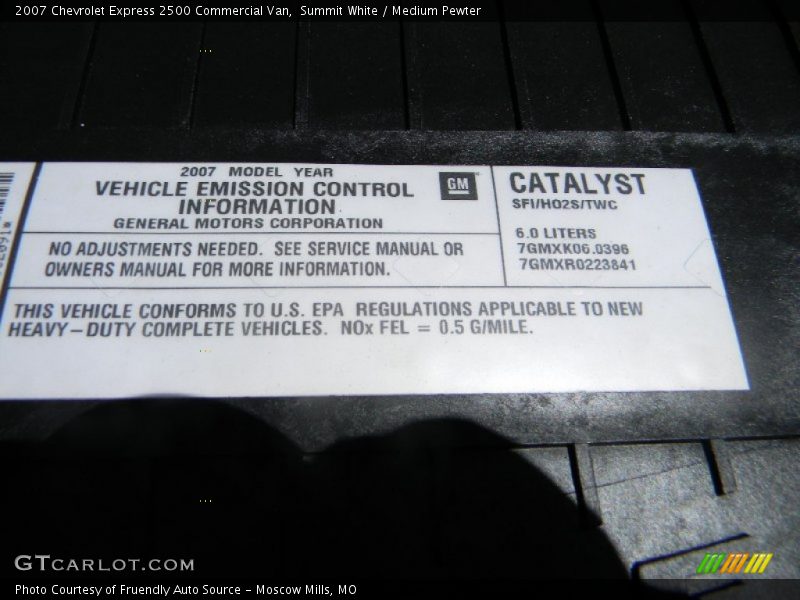 2007 Chevrolet Express 2500 Commercial Van, Summit White / Medium Pewter
2007 MODEL YEAR
VEHICLE EMISSION CONTROL
INFORMATION
GENERAL MOTORS CORPORATION
GM
NO ADJUSTMENTS NEEDED. SEE SERVICE MANUAL OR
OWNERS MANUAL FOR MORE INFORMATION.
CATALYST
SFI/HO2S/TWC
6.0 LITERS
7GMXK06.0396
7GMXR0223841
THIS VEHICLE CONFORMS TO U.S. EPA REGULATIONS APPLICABLE TO NEW
HEAVY-DUTY COMPLETE VEHICLES. NOx FEL = 0.5 G/MILE.
GTCARLOT.COM
Photo Courtesy of Fruendly Auto Source - Moscow Mills, MO